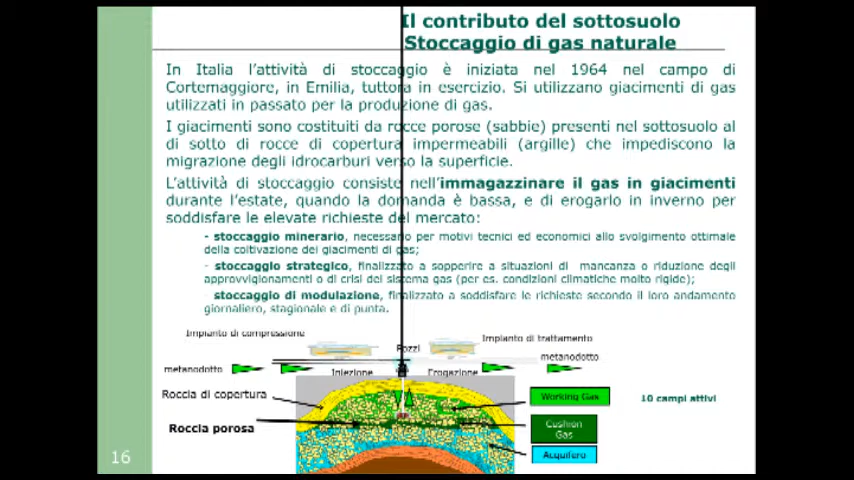 Il contributo del sottosuolo
Stoccaggio di gas naturale
In Italia l'attività di stoccaggio è iniziata nel 1964 nel campo di
Cortemaggiore, in Emilia, tuttora in esercizio. Si utilizzano giacimenti di gas
utilizzati in passato per la produzione di gas.
I giacimenti sono costituiti da rocce porose (sabbie) presenti nel sottosuolo al
di sotto di rocce di copertura impermeabili (argille) che impediscono la
migrazione degli idrocarburi verso la superficie.
L'attività di stoccaggio consiste nell'immagazzinare il gas in giacimenti
durante l'estate, quando la domanda è bassa, e di erogarlo in inverno per
soddisfare le elevate richieste del mercato:
- stoccaggio minerario, necessario per motivi tecnici ed economici allo svolgimento ottimale
della coltivazione dei giacimenti di gas;
- stoccaggio strategico, finalizzato a sopperire a situazioni di mancanza o riduzione degli
approvvigionamenti o di crisi del sistema gas (per es. condizioni climatiche molto rigide);
stoccaggio di modulazione, finalizzato a soddisfare le richieste secondo il loro andamento
giornaliero, stagionale e di punta.
Impianto di compressione
Impianto di trattamento
Pozzi
metanodotto
metanodotto
Iniezione
Erogazione
Roccia di copertura
Working Gas
10 campi attivi
Roccia porosa
Cushion
Gas
Acquifero
16